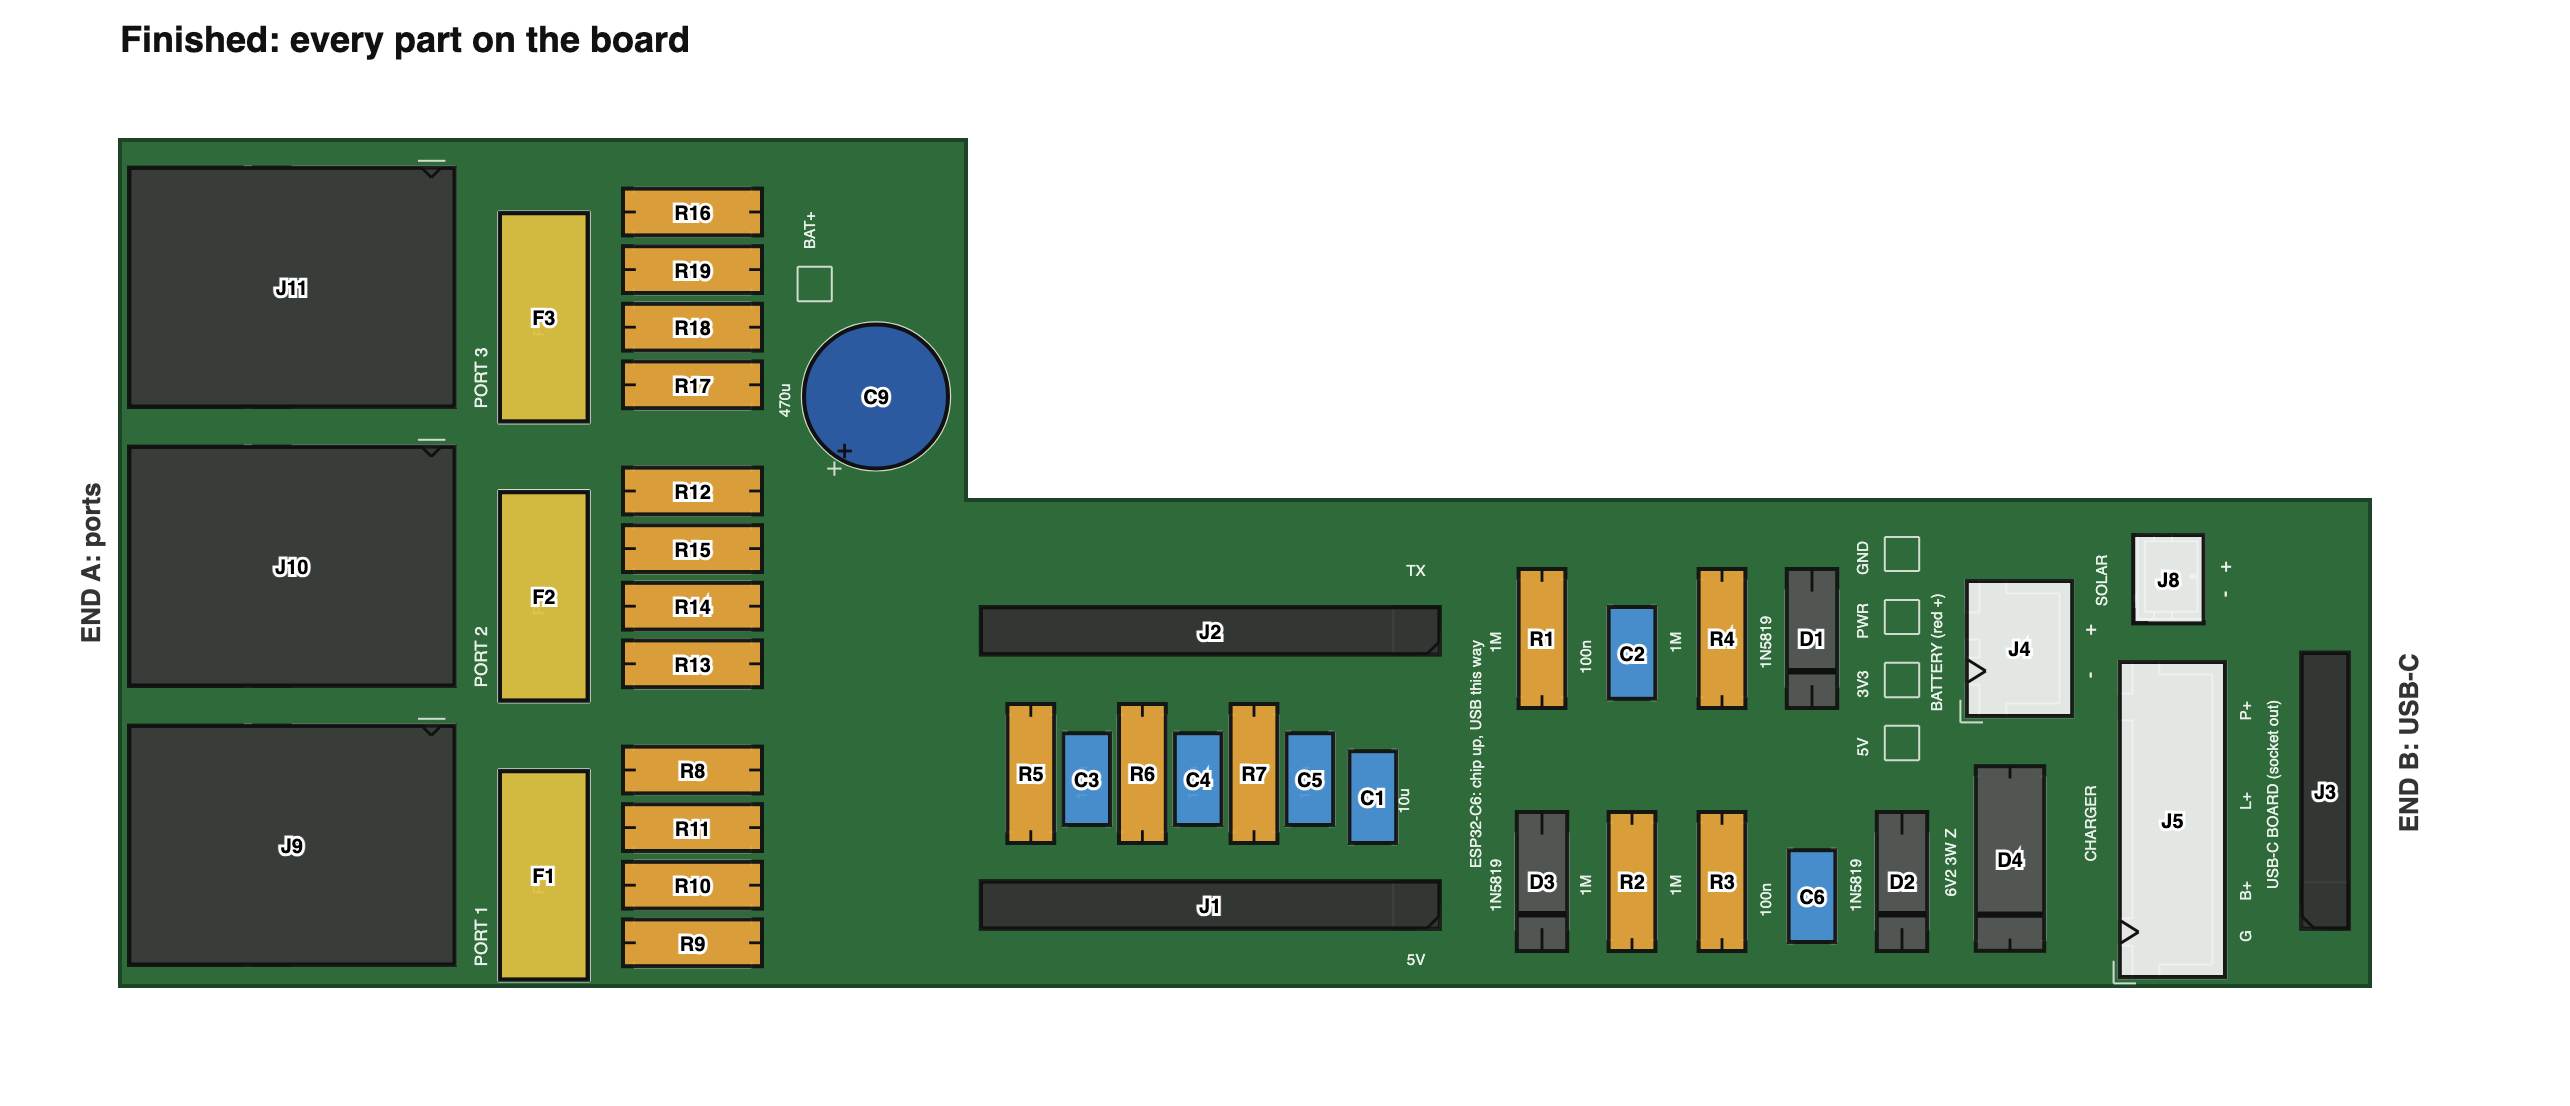 Finished: every part on the board
END A: ports
J11
PORT 3
F3
R16
R19
R18
R17
BAT+
470u
C9
+
+
J10
PORT 2
F2
R12
R15
R14
R13
J9
PORT 1
F1
R8
R11
R10
R9
TX
J2
R5
C3
R6
C4
R7
C5
C1
10u
J1
5V
ESP32-C6: chip up, USB this way
1M
R1
100n
C2
1M
R4
1N5819
D1
GND
PWR
3V3
5V
BATTERY (red +)
J4
+
-
SOLAR
J8
+
-
1N5819
D3
1M
R2
1M
R3
100n
C6
1N5819
D2
6V2 3W Z
D4
CHARGER
J5
P+
L+
B+
G
USB-C BOARD (socket out)
J3
END B: USB-C